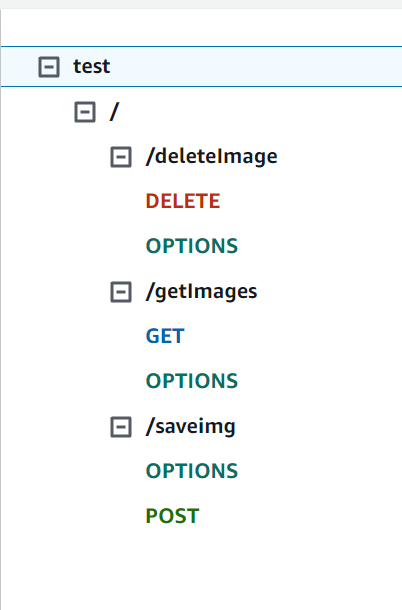 test
/
/deleteImage
DELETE
OPTIONS
/getImages
GET
OPTIONS
/saveimg
OPTIONS
POST